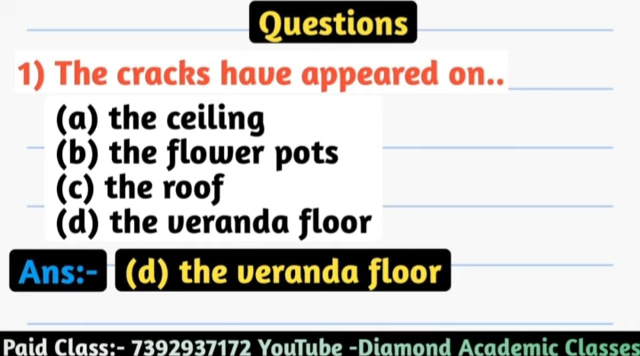 Questions
1) The cracks have appeared on..
(a) the ceiling
(b) the flower pots
(c) the roof
(d) the veranda floor
Ans:- (d) the veranda floor
Paid Class:- 7392937172 YouTube -Diamond Academic Classes